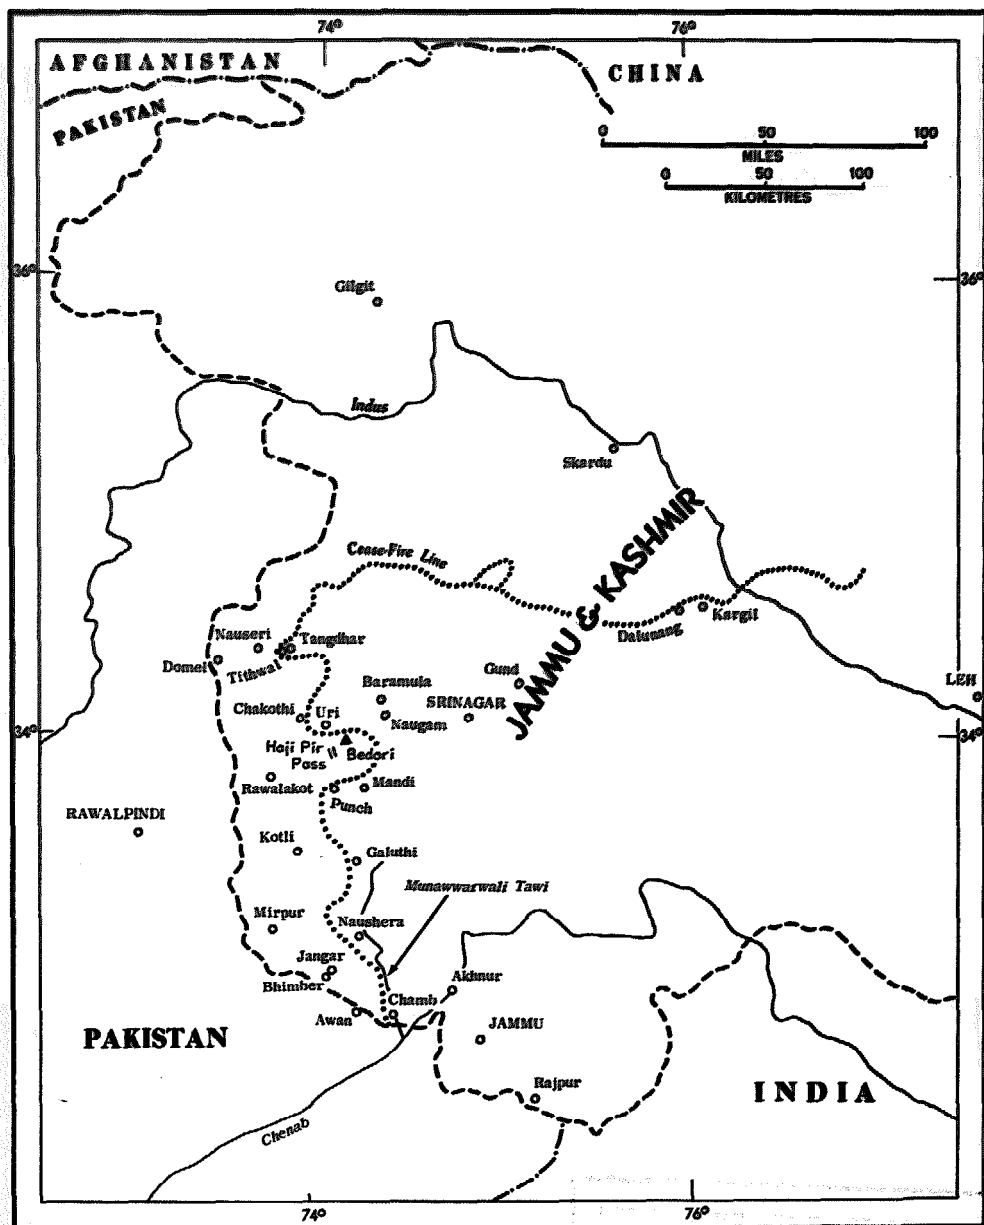 74°
76°
AFGHANISTAN
CHINA
PAKISTAN
0 50 100
MILES
0 50 100
KILOMETRES
36°
36°
Gilgit
Indus
Skardu
JAMMU & KASHMIR
Cease-Fire Line
Kargil
Dalunang
Nauseri
Tangdhar
Domel
Tithwal
Gund
LEH
Baramula
SRINAGAR
Chakothi
Uri
Naugam
34°
34°
Haji Pir
Pass
Bedori
Rawalakot
Mandi
Punch
RAWALPINDI
Kotli
Galuthi
Munawwarwali Tawi
Mirpur
Naushera
Jangar
Bhimber
Akhnur
Chamb
Awan
JAMMU
PAKISTAN
Rajpur
INDIA
Chenab
74°
76°